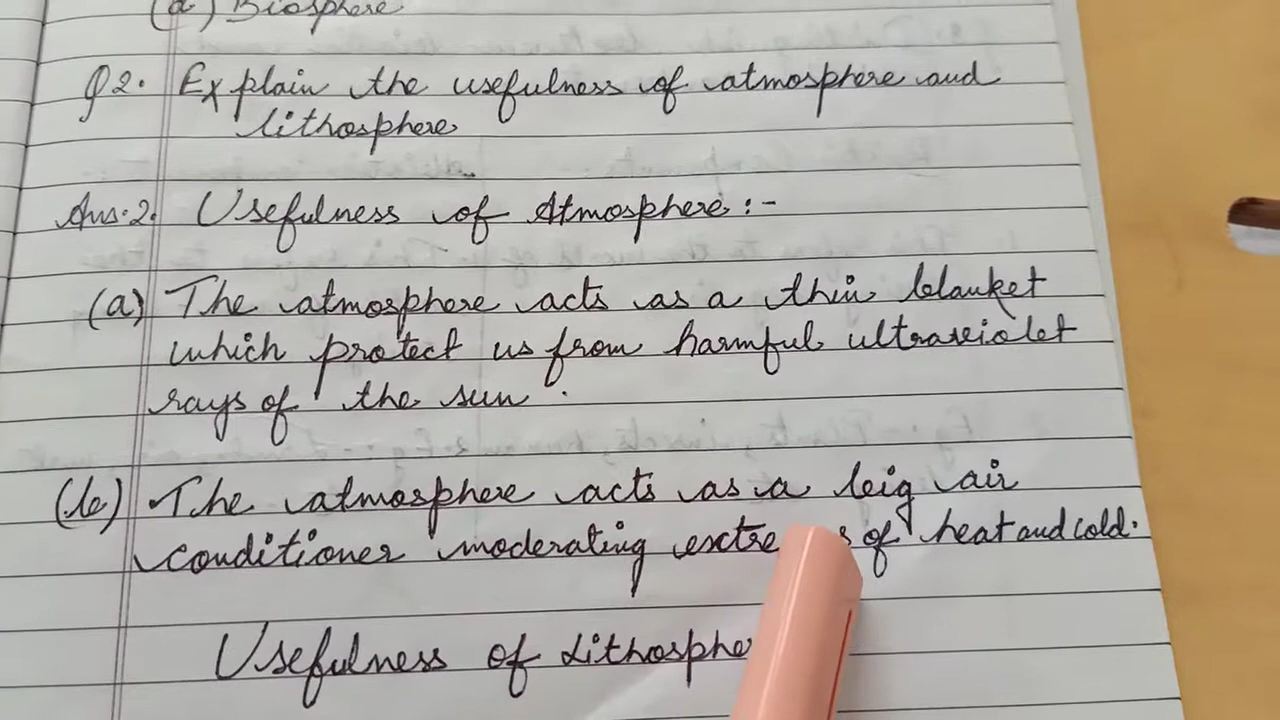 (d) Biosphere
Q2. Explain the usefulness of atmosphere and
lithosphere
Ans.2. Usefulness of Atmosphere :-
(a) The atmosphere acts as a thin blanket
which protect us from harmful ultraviolet
rays of the sun.
(b) The atmosphere acts as a big air
conditioner moderating of heat and cold.
Usefulness of